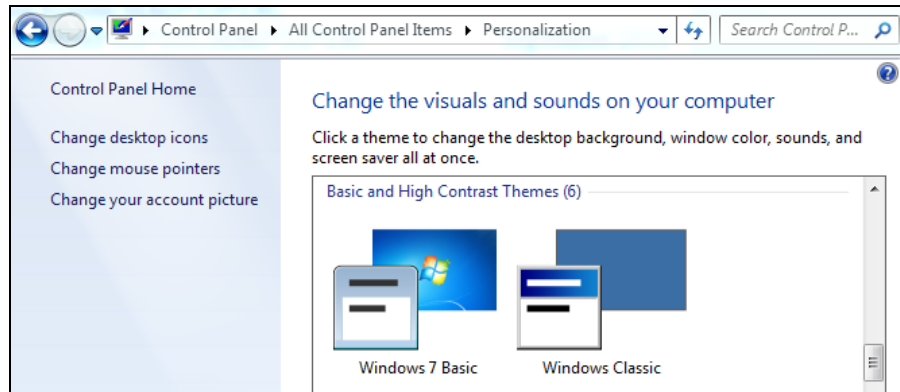 Control Panel ▸ All Control Panel Items ▸ Personalization
Search Control P...
Control Panel Home
Change desktop icons
Change mouse pointers
Change your account picture
Change the visuals and sounds on your computer
Click a theme to change the desktop background, window color, sounds, and
screen saver all at once.
Basic and High Contrast Themes (6)
Windows 7 Basic
Windows Classic